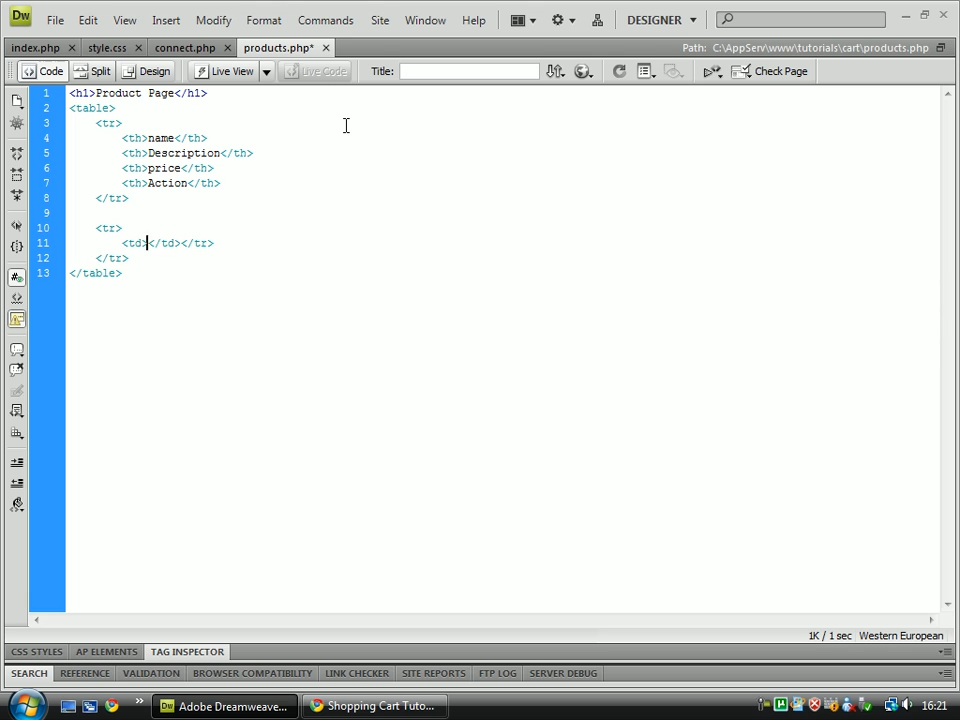 Dw File Edit View Insert Modify Format Commands Site Window Help DESIGNER
index.php style.css connect.php products.php* Path: C:\AppServ\www\tutorials\cart\products.php
Code Split Design Live View Live Code Title: Check Page
1 <h1>Product Page</h1>
2 <table>
3 <tr>
4 <th>name</th>
5 <th>Description</th>
6 <th>price</th>
7 <th>Action</th>
8 </tr>
9
10 <tr>
11 <td></td></tr>
12 </tr>
13 </table>
1K / 1 sec Western European
CSS STYLES AP ELEMENTS TAG INSPECTOR
SEARCH REFERENCE VALIDATION BROWSER COMPATIBILITY LINK CHECKER SITE REPORTS FTP LOG SERVER DEBUG
Dw Adobe Dreamweave... Shopping Cart Tuto... 16:21